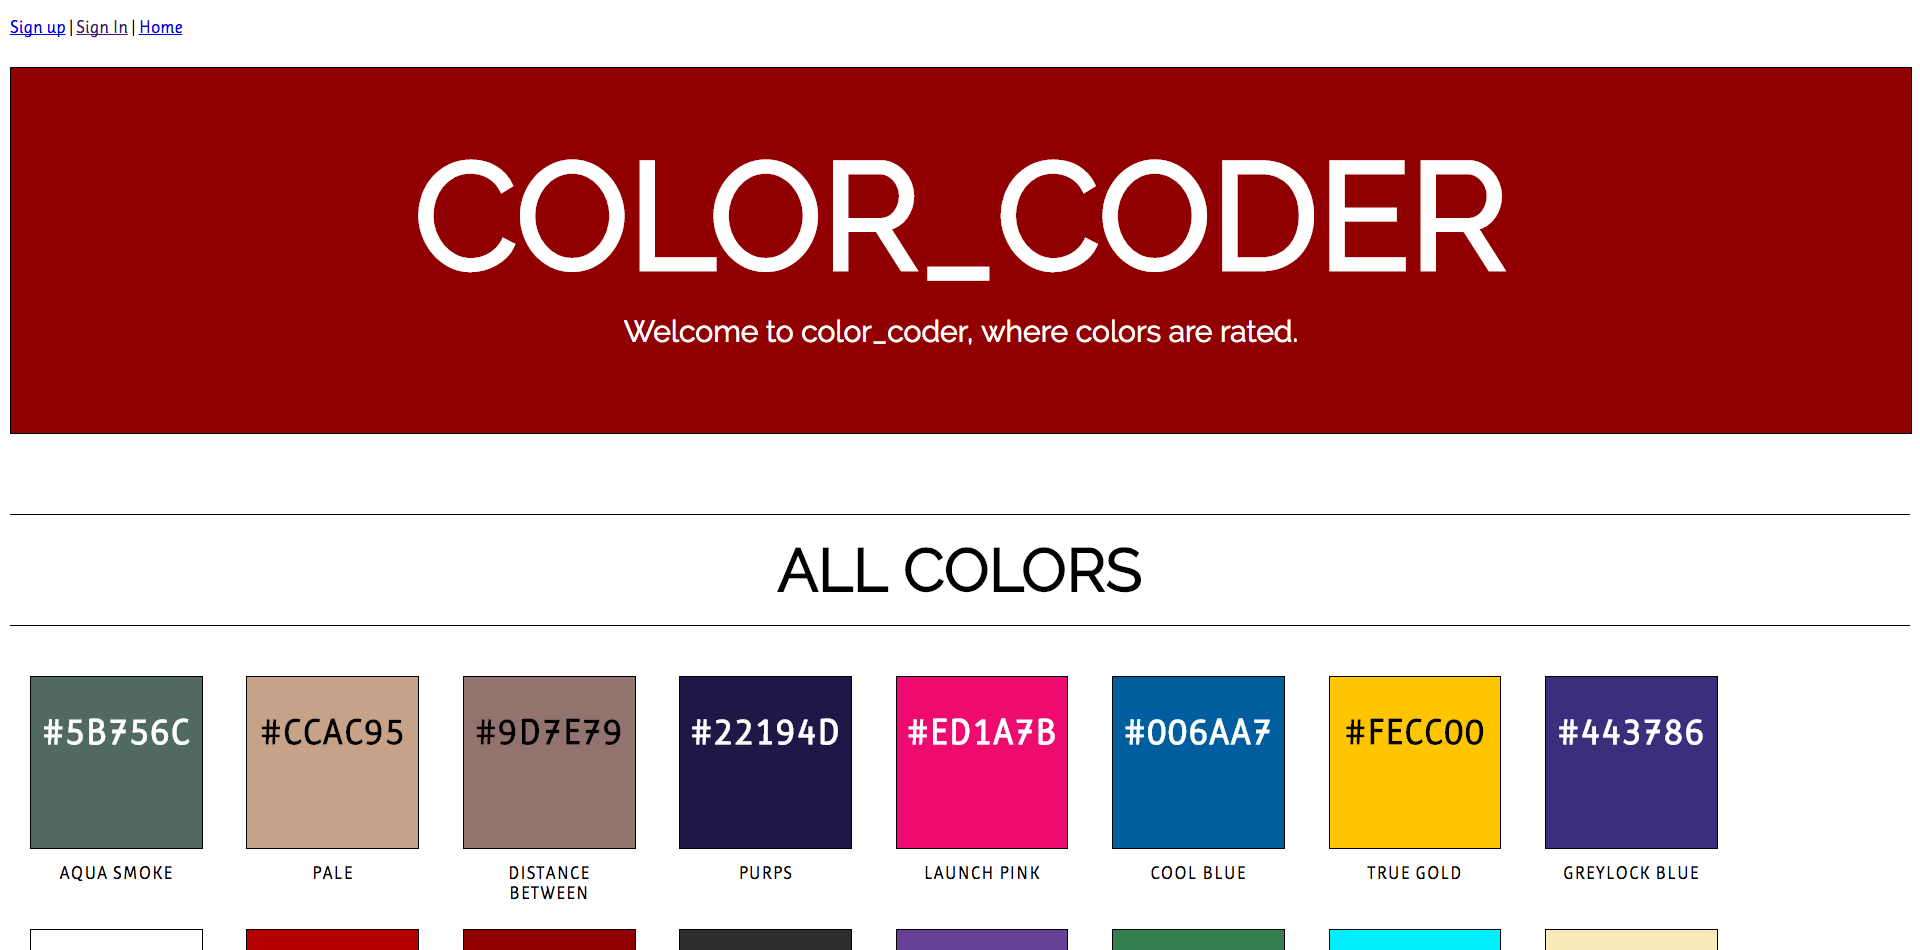 Sign up | Sign In | Home
COLOR_CODER
Welcome to color_coder, where colors are rated.
ALL COLORS
#5B756C #CCAC95 #9D7E79 #22194D #ED1A7B #006AA7 #FECC00 #443786
AQUA SMOKE PALE DISTANCE BETWEEN PURPS LAUNCH PINK COOL BLUE TRUE GOLD GREYLOCK BLUE